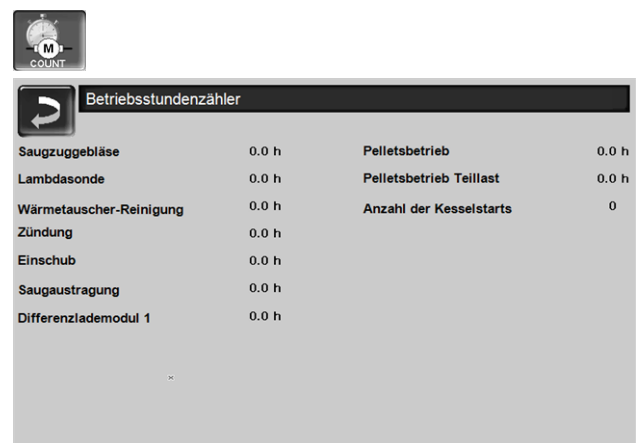 M
COUNT
Betriebsstundenzähler
Saugzuggebläse 0.0 h Pelletsbetrieb 0.0 h
Lambdasonde 0.0 h Pelletsbetrieb Teillast 0.0 h
Wärmetauscher-Reinigung 0.0 h Anzahl der Kesselstarts 0
Zündung 0.0 h
Einschub 0.0 h
Saugaustragung 0.0 h
Differenzlademodul 1 0.0 h